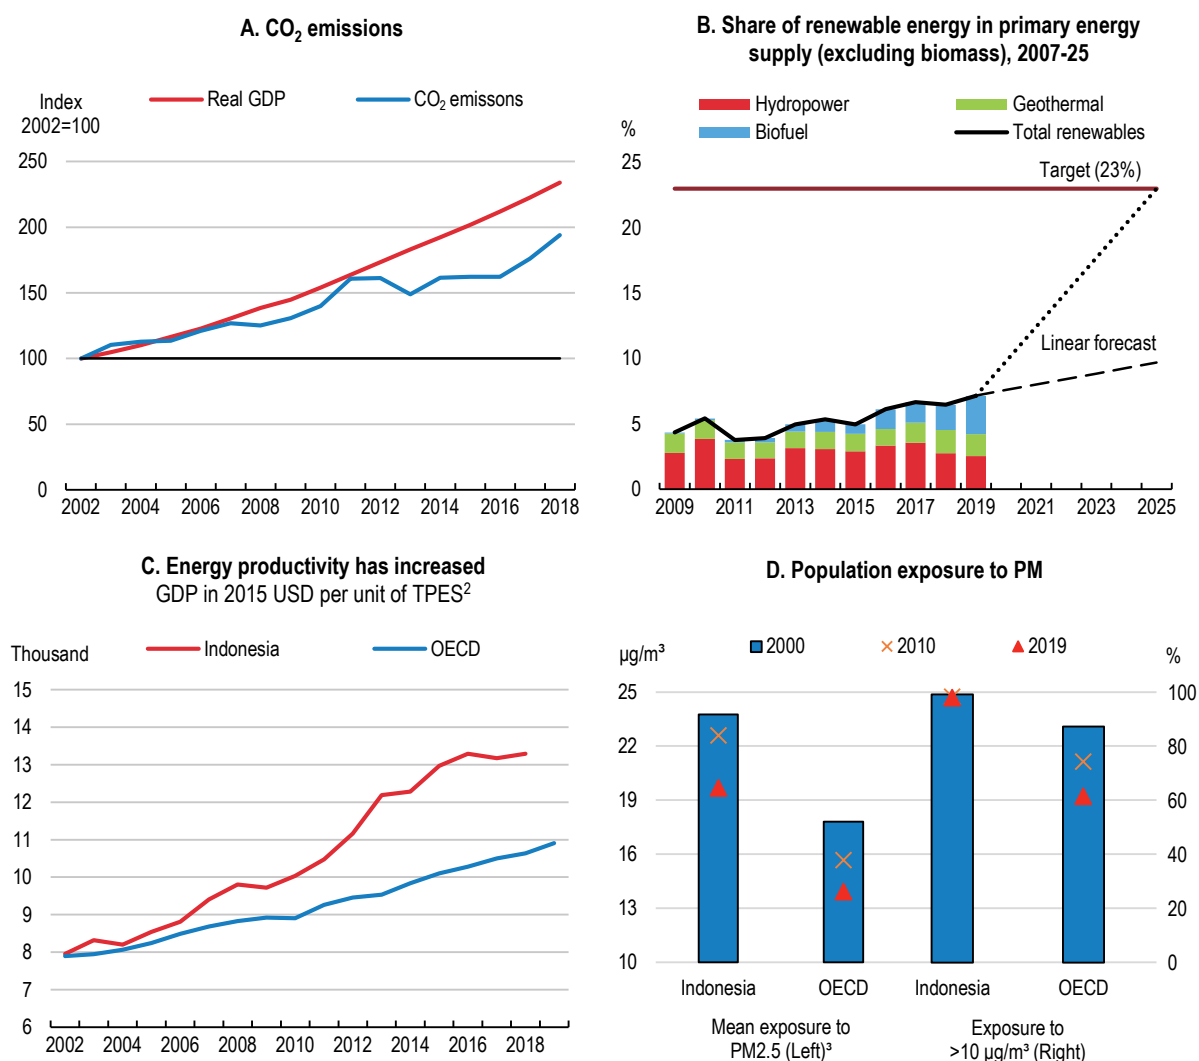 A. CO₂ emissions
Index
2002=100
Real GDP
CO₂ emissons
250
200
150
100
50
0
2002 2004 2006 2008 2010 2012 2014 2016 2018
B. Share of renewable energy in primary energy
supply (excluding biomass), 2007-25
Hydropower
Geothermal
Biofuel
Total renewables
%
25
20
15
10
5
0
Target (23%)
Linear forecast
2009 2011 2013 2015 2017 2019 2021 2023 2025
C. Energy productivity has increased
GDP in 2015 USD per unit of TPES²
Thousand
Indonesia
OECD
15
14
13
12
11
10
9
8
7
6
2002 2004 2006 2008 2010 2012 2014 2016 2018
D. Population exposure to PM
µg/m³
2000
2010
2019
%
25
22
19
16
13
10
100
80
60
40
20
0
Indonesia OECD Indonesia OECD
Mean exposure to
PM2.5 (Left)³
Exposure to
>10 µg/m³ (Right)